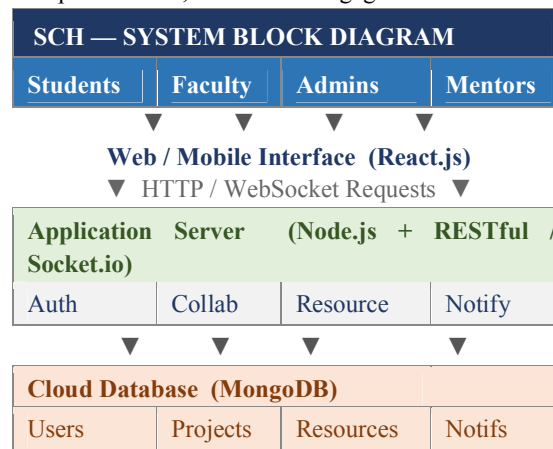 SCH — SYSTEM BLOCK DIAGRAM
Students Faculty Admins Mentors
▼ ▼ ▼ ▼
Web / Mobile Interface (React.js)
▼ HTTP / WebSocket Requests ▼
Application Server (Node.js + RESTful /
Socket.io)
Auth Collab Resource Notify
▼ ▼ ▼ ▼
Cloud Database (MongoDB)
Users Projects Resources Notifs